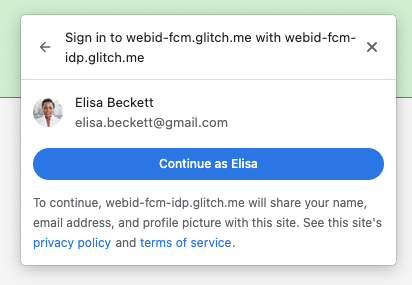 Sign in to webid-fcm.glitch.me with webid-fcm-
idp.glitch.me
Elisa Beckett
elisa.beckett@gmail.com
Continue as Elisa
To continue, webid-fcm-idp.glitch.me will share your name,
email address, and profile picture with this site. See this site's
privacy policy and terms of service.